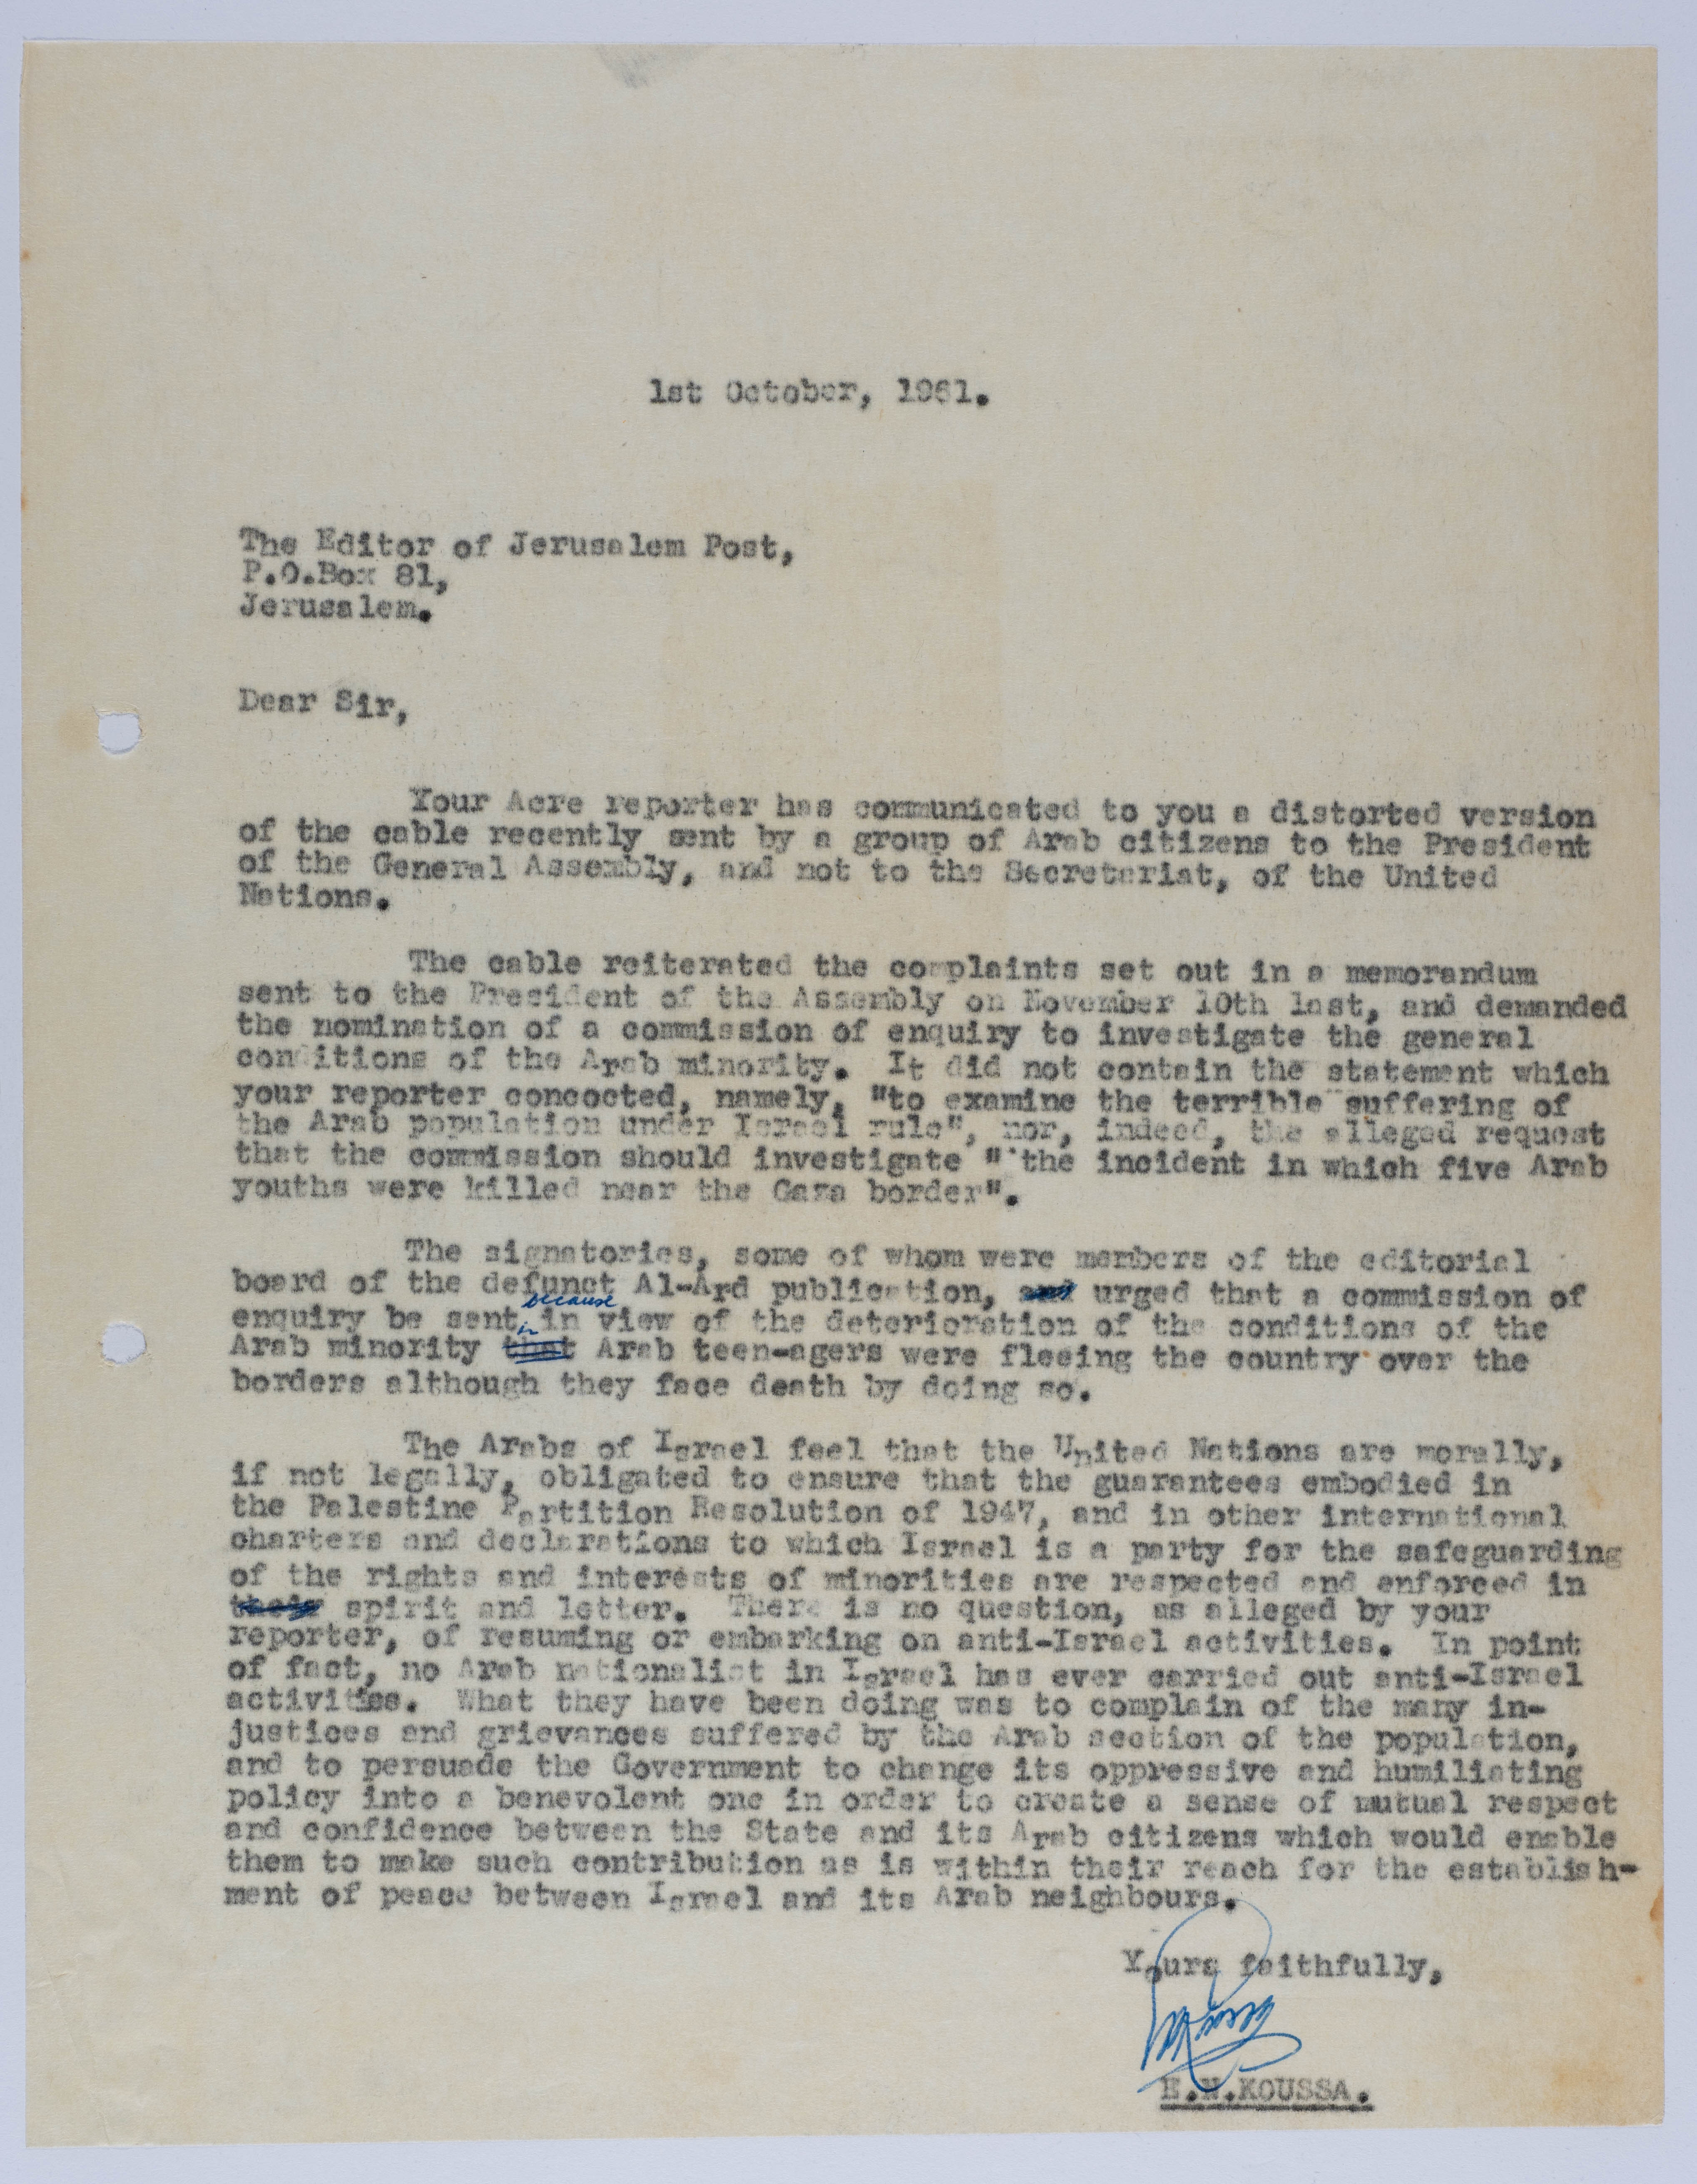 1st October, 1961.
The Editor of Jerusalem Post,
P.O.Box 81,
Jerusalem.
Dear Sir,
Your Acre reporter has communicated to you a distorted version
of the cable recently sent by a group of Arab citizens to the President
of the General Assembly, and not to the Secretariat, of the United
Nations.
The cable reiterated the complaints set out in a memorandum
sent to the President of the Assembly on November 10th last, and demanded
the nomination of a commission of enquiry to investigate the general
conditions of the Arab minority. It did not contain the statement which
your reporter concocted, namely, "to examine the terrible suffering of
the Arab population under Israel rule", nor, indeed, the alleged request
that the commission should investigate "the incident in which five Arab
youths were killed near the Gaza border".
The signatories, some of whom were members of the editorial
board of the defunct Al-Ard publication, and urged that a commission of
because
enquiry be sent in view of the deterioration of the conditions of the
in
Arab minority that Arab teen-agers were fleeing the country over the
borders although they face death by doing so.
The Arabs of Israel feel that the United Nations are morally,
if not legally, obligated to ensure that the guarantees embodied in
the Palestine Partition Resolution of 1947, and in other international
charters and declarations to which Israel is a party for the safeguarding
of the rights and interests of minorities are respected and enforced in
their spirit and letter. There is no question, as alleged by your
reporter, of resuming or embarking on anti-Israel activities. In point
of fact, no Arab nationalist in Israel has ever carried out anti-Israel
activities. What they have been doing was to complain of the many in-
justices and grievances suffered by the Arab section of the population,
and to persuade the Government to change its oppressive and humiliating
policy into a benevolent one in order to create a sense of mutual respect
and confidence between the State and its Arab citizens which would enable
them to make such contribution as is within their reach for the establish-
ment of peace between Israel and its Arab neighbours.
Yours faithfully,
E.N.KOUSSA.